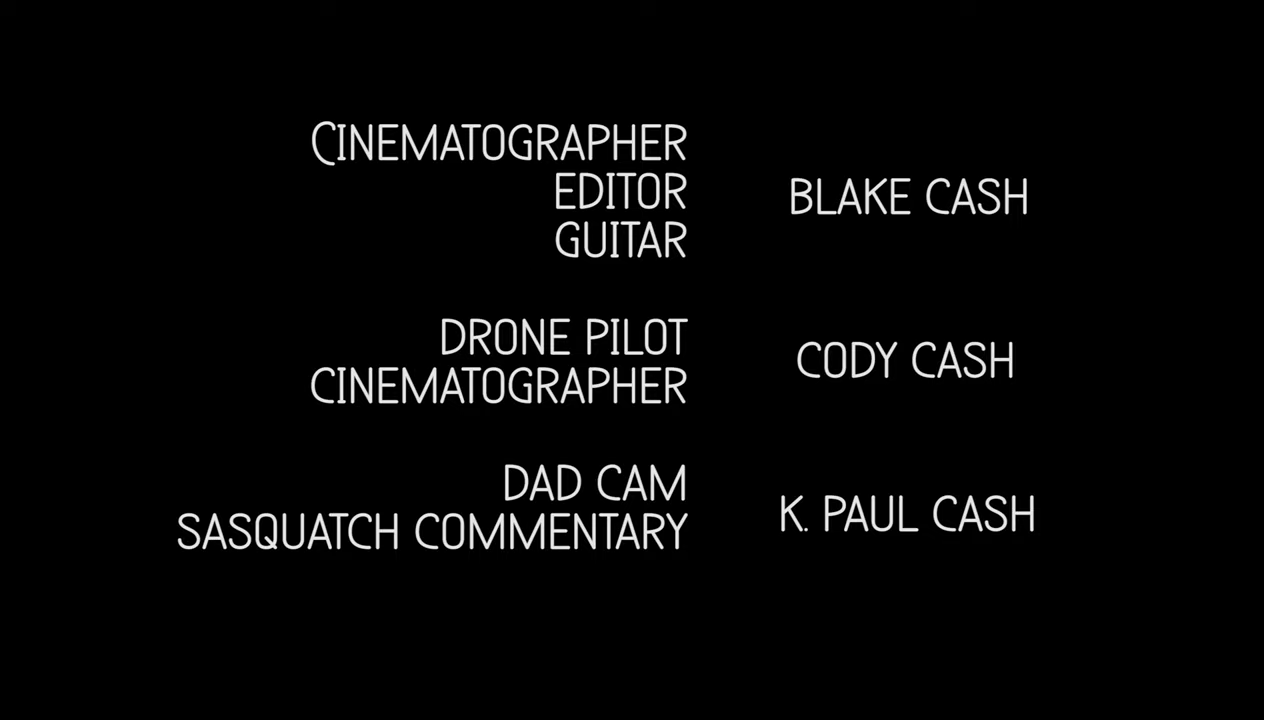 CINEMATOGRAPHER
EDITOR
GUITAR
BLAKE CASH
DRONE PILOT
CINEMATOGRAPHER
CODY CASH
DAD CAM
SASQUATCH COMMENTARY
K. PAUL CASH